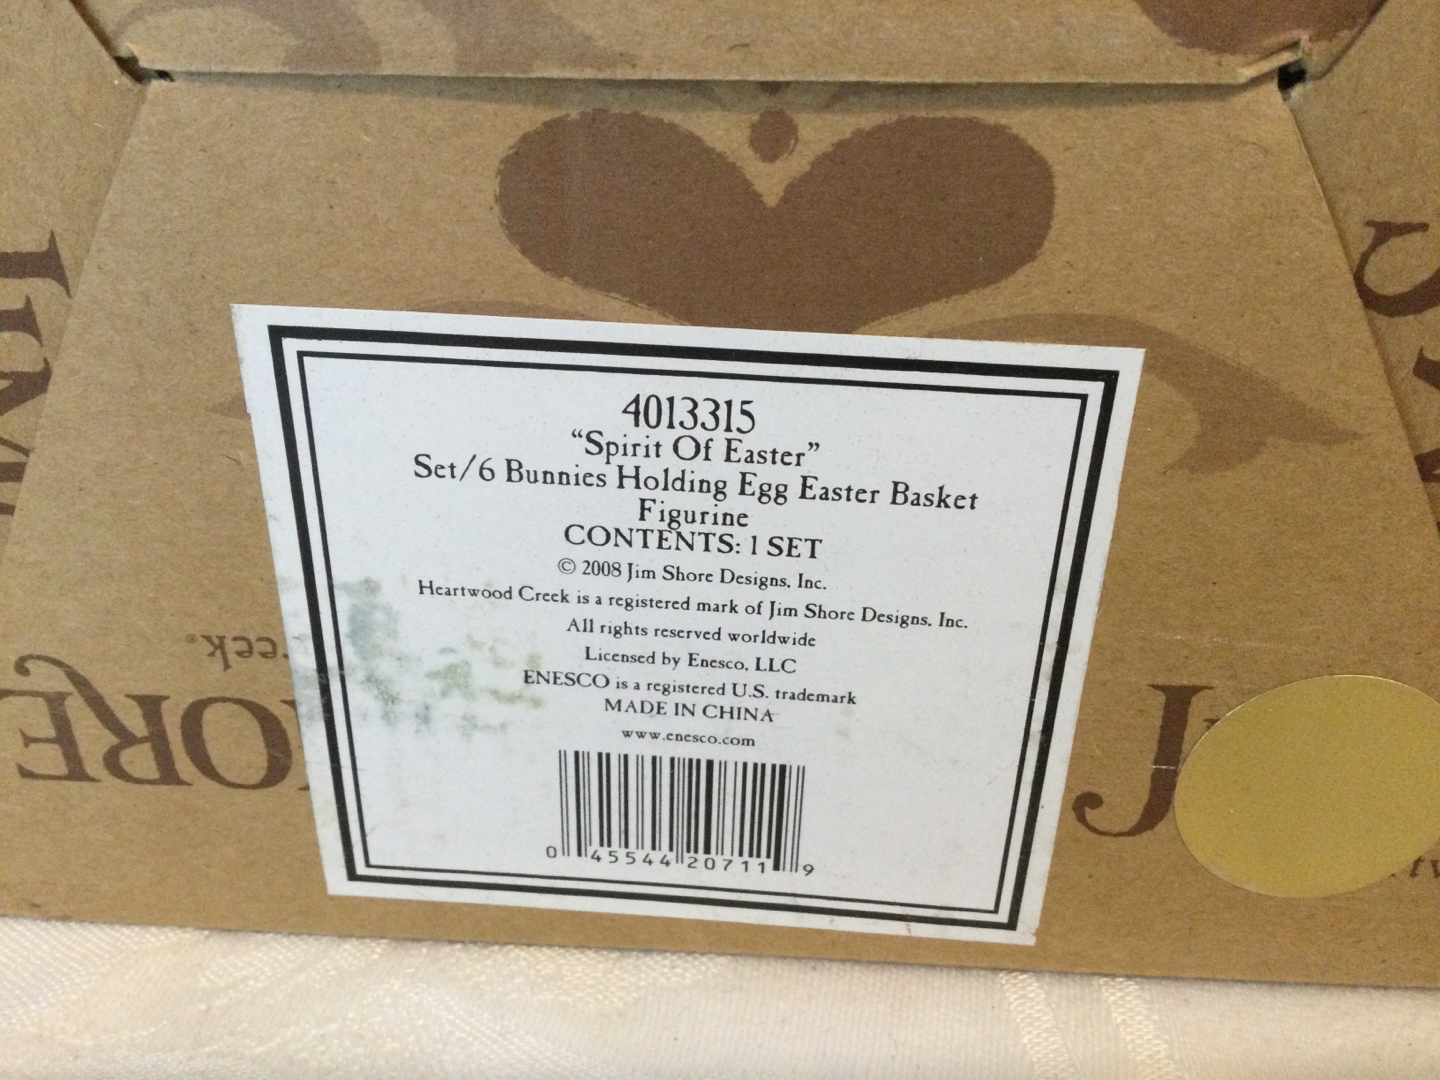 4013315
“Spirit Of Easter”
Set/6 Bunnies Holding Egg Easter Basket
Figurine
CONTENTS: 1 SET
© 2008 Jim Shore Designs, Inc.
Heartwood Creek is a registered mark of Jim Shore Designs, Inc.
All rights reserved worldwide
Licensed by Enesco, LLC
ENESCO is a registered U.S. trademark
MADE IN CHINA
www.enesco.com
0 45544 20711 9